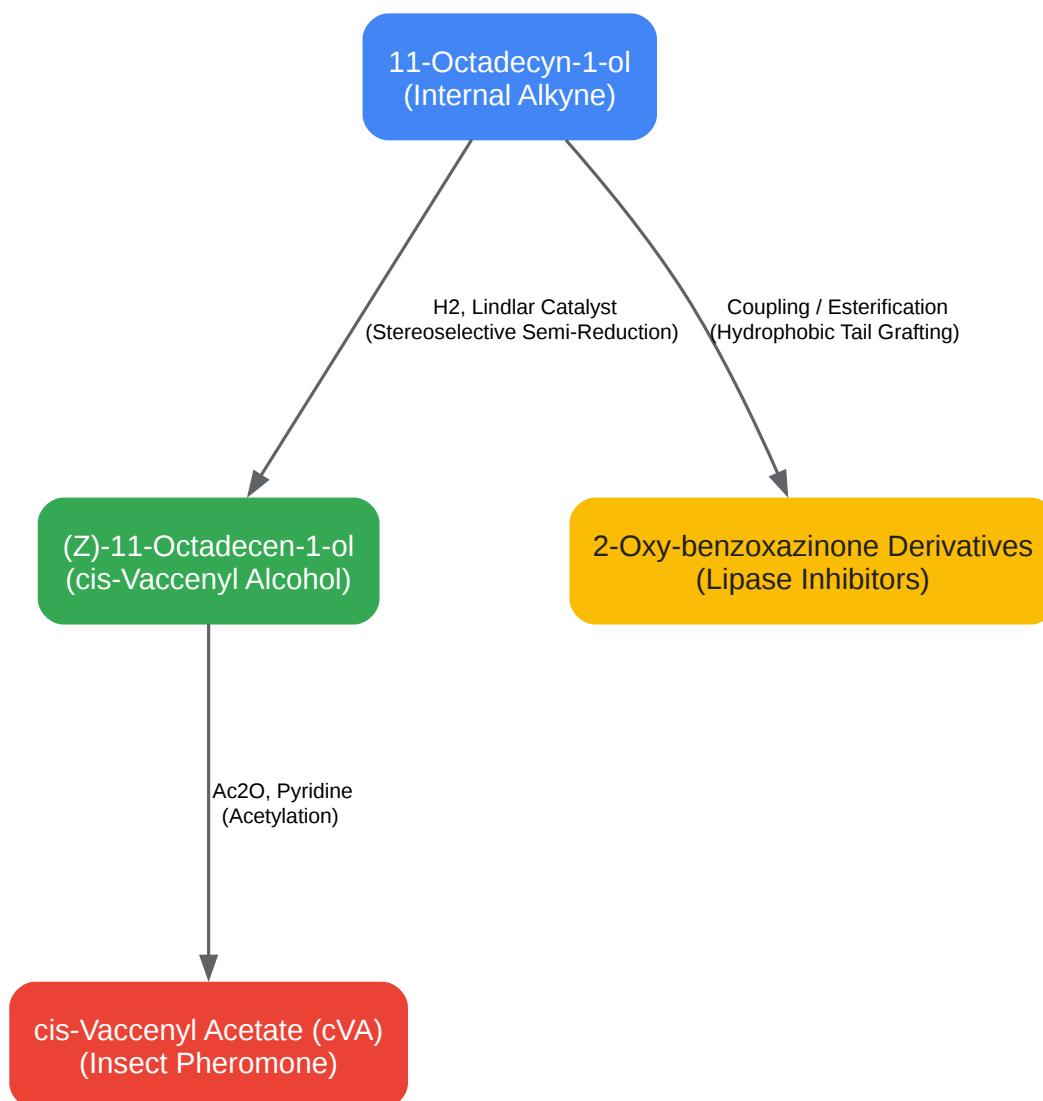 11-Octadecyn-1-ol
(Internal Alkyne)
H2, Lindlar Catalyst
(Stereoselective Semi-Reduction)
Coupling / Esterification
(Hydrophobic Tail Grafting)
(Z)-11-Octadecen-1-ol
(cis-Vaccenyl Alcohol)
2-Oxy-benzoxazinone Derivatives
(Lipase Inhibitors)
Ac2O, Pyridine
(Acetylation)
cis-Vaccenyl Acetate (cVA)
(Insect Pheromone)